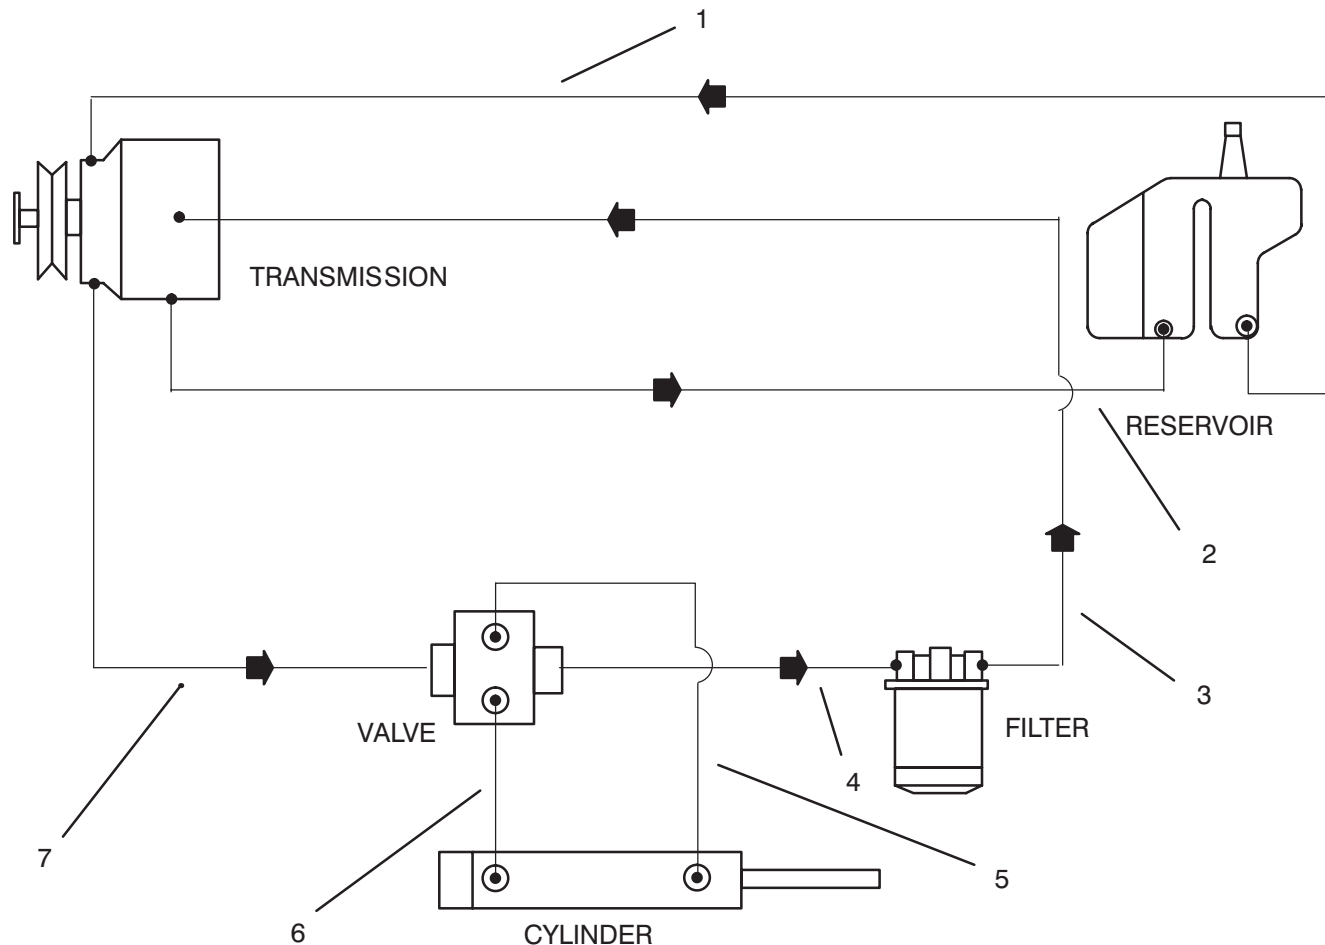 1
TRANSMISSION
RESERVOIR
2
3
VALVE
FILTER
4
7
5
6
CYLINDER